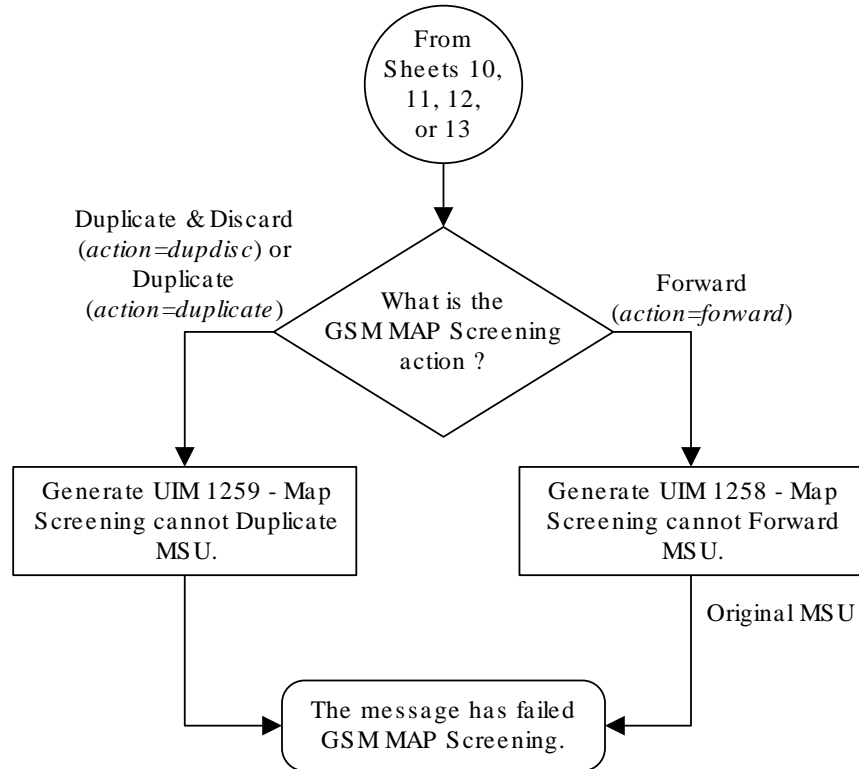 From
Sheets 10,
11, 12,
or 13
Duplicate & Discard
(action=dupdisc) or
Duplicate
(action=duplicate)
What is the
GSM MAP Screening
action ?
Forward
(action=forward)
Generate UIM 1259 - Map
Screening cannot Duplicate
MSU.
Generate UIM 1258 - Map
Screening cannot Forward
MSU.
Original MSU
The message has failed
GSM MAP Screening.